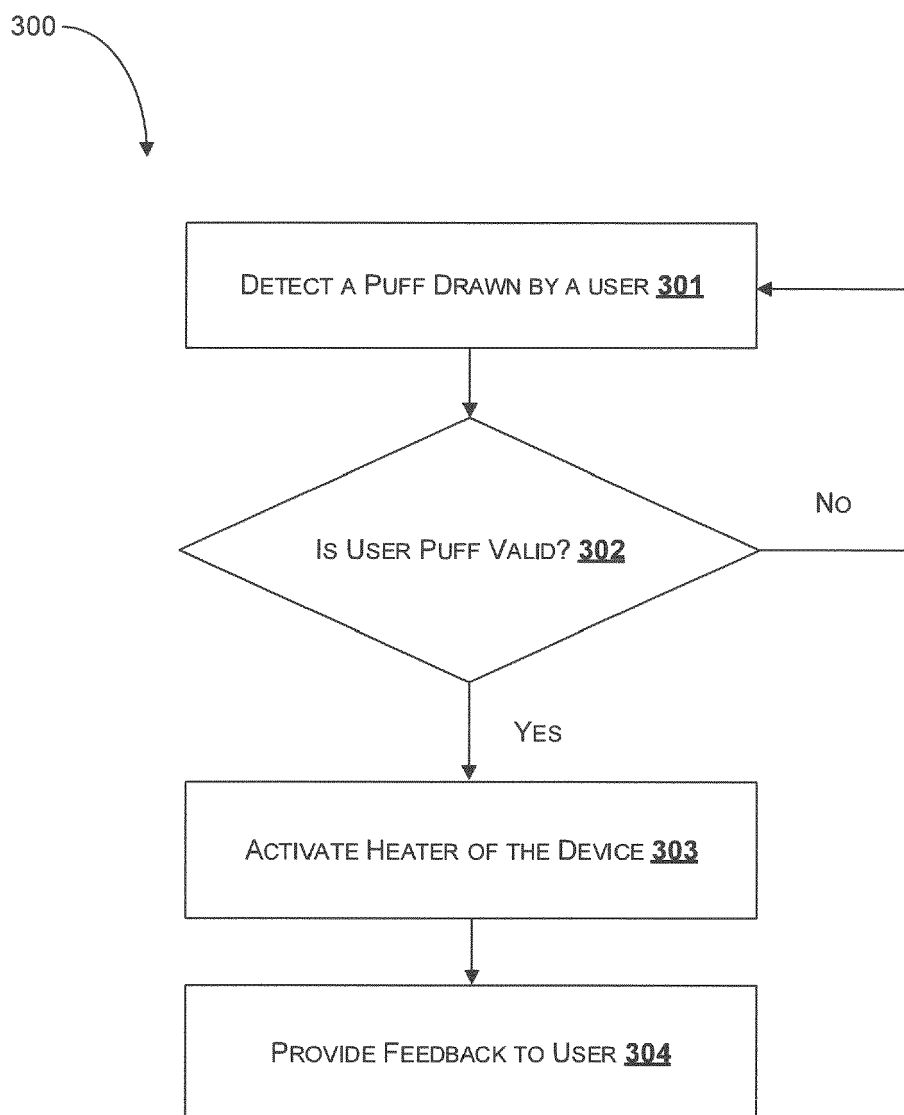 300
DETECT A PUFF DRAWN BY A USER 301
IS USER PUFF VALID? 302
NO
YES
ACTIVATE HEATER OF THE DEVICE 303
PROVIDE FEEDBACK TO USER 304